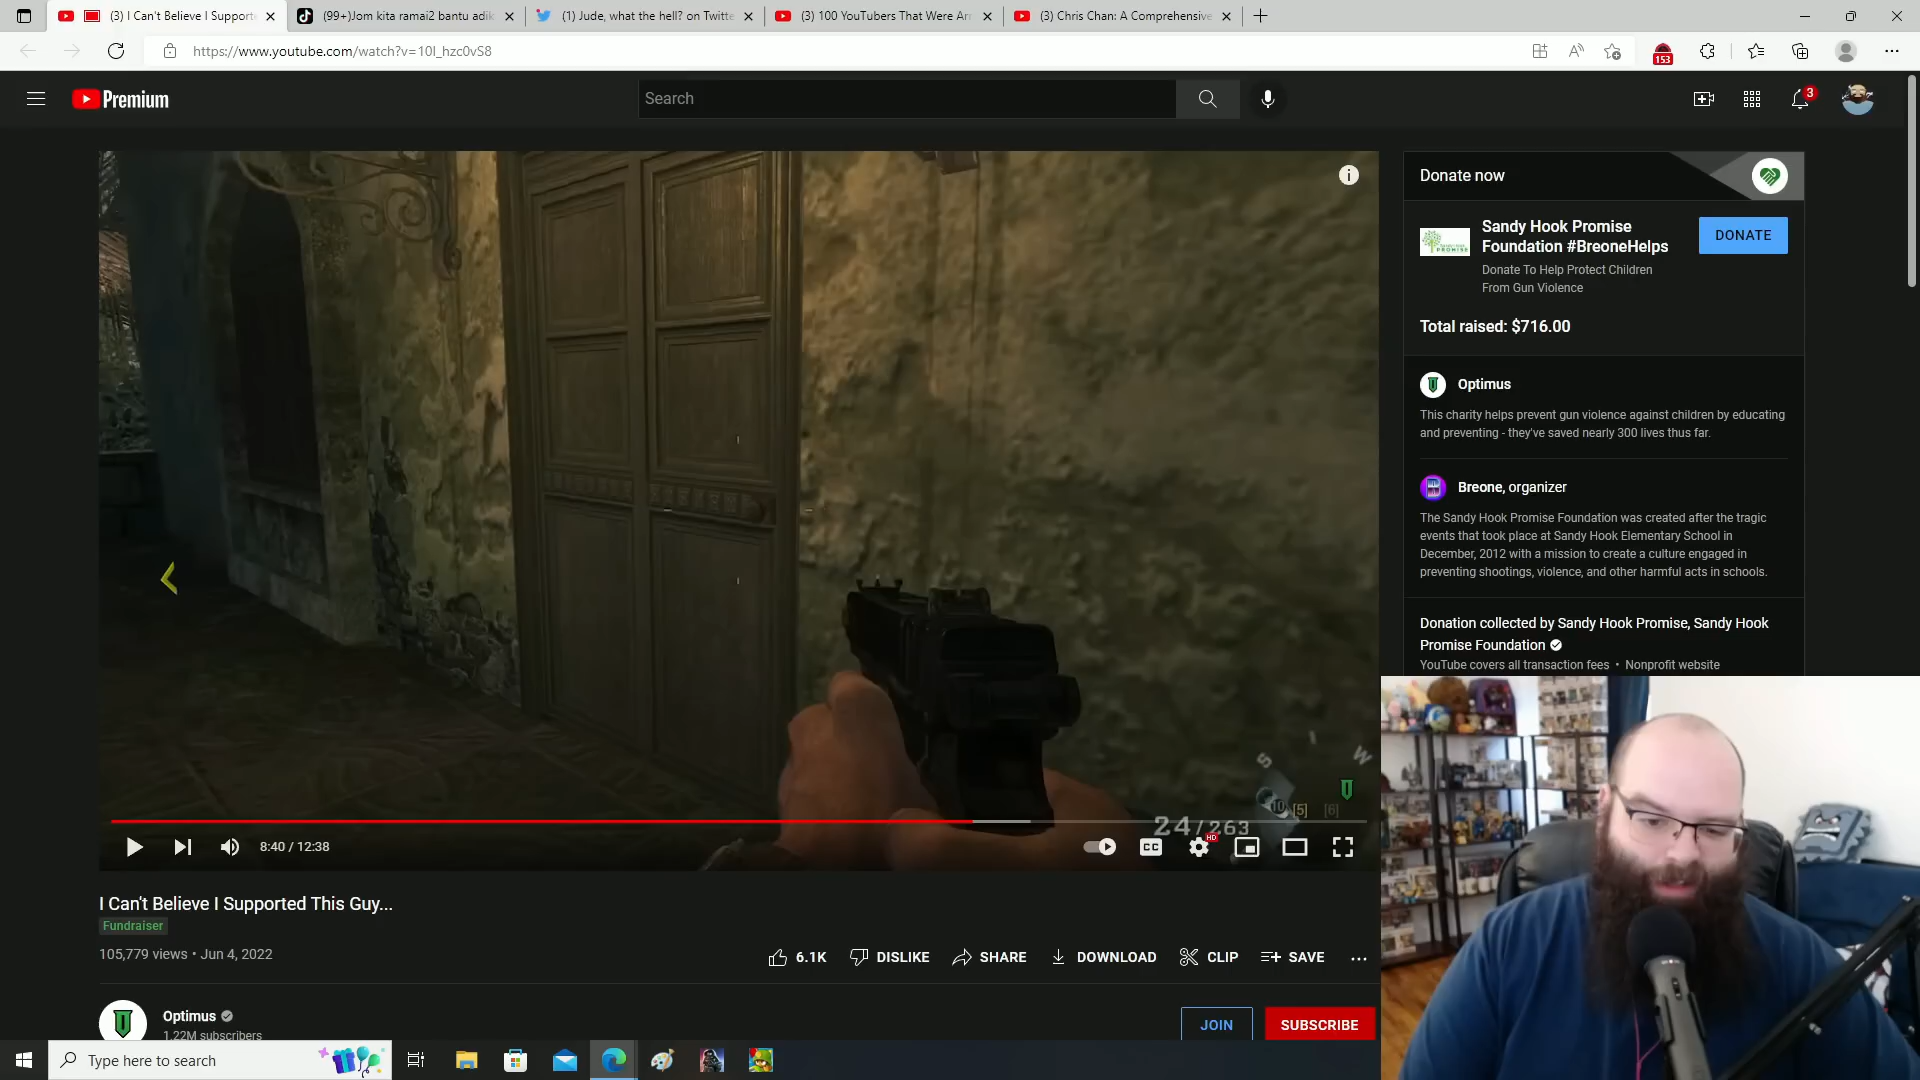 (3) I Can't Believe I Support
(99+)Jom kita ramai2 bantu adik
(1) Jude, what the hell? on Twitte
(3) 100 YouTubers That Were Arr
(3) Chris Chan: A Comprehensive
https://www.youtube.com/watch?v=10l_hzc0vS8
153
Premium
Search
3
Donate now
Sandy Hook Promise
Foundation #BreoneHelps
DONATE
Donate To Help Protect Children
From Gun Violence
Total raised: $716.00
Optimus
This charity helps prevent gun violence against children by educating
and preventing - they've saved nearly 300 lives thus far.
Breone, organizer
The Sandy Hook Promise Foundation was created after the tragic
events that took place at Sandy Hook Elementary School in
December, 2012 with a mission to create a culture engaged in
preventing shootings, violence, and other harmful acts in schools.
Donation collected by Sandy Hook Promise, Sandy Hook
Promise Foundation
YouTube covers all transaction fees • Nonprofit website
S I W
[5] [6]
24/263
8:40 / 12:38
CC
HD
I Can't Believe I Supported This Guy...
Fundraiser
105,779 views • Jun 4, 2022
6.1K
DISLIKE
SHARE
DOWNLOAD
CLIP
SAVE
Optimus
1.22M subscribers
JOIN
SUBSCRIBE
Type here to search